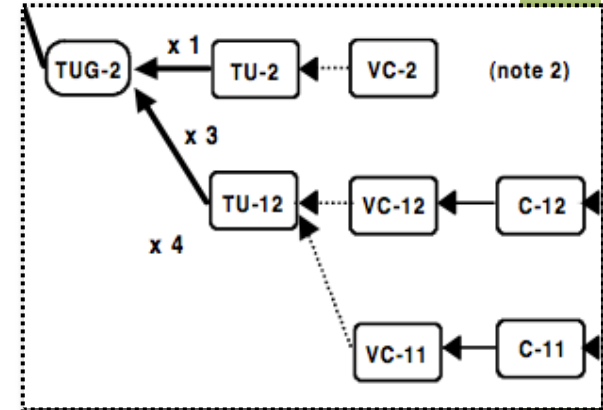 x 1
TUG-2
TU-2
VC-2
(note 2)
x 3
TU-12
VC-12
C-12
x 4
VC-11
C-11